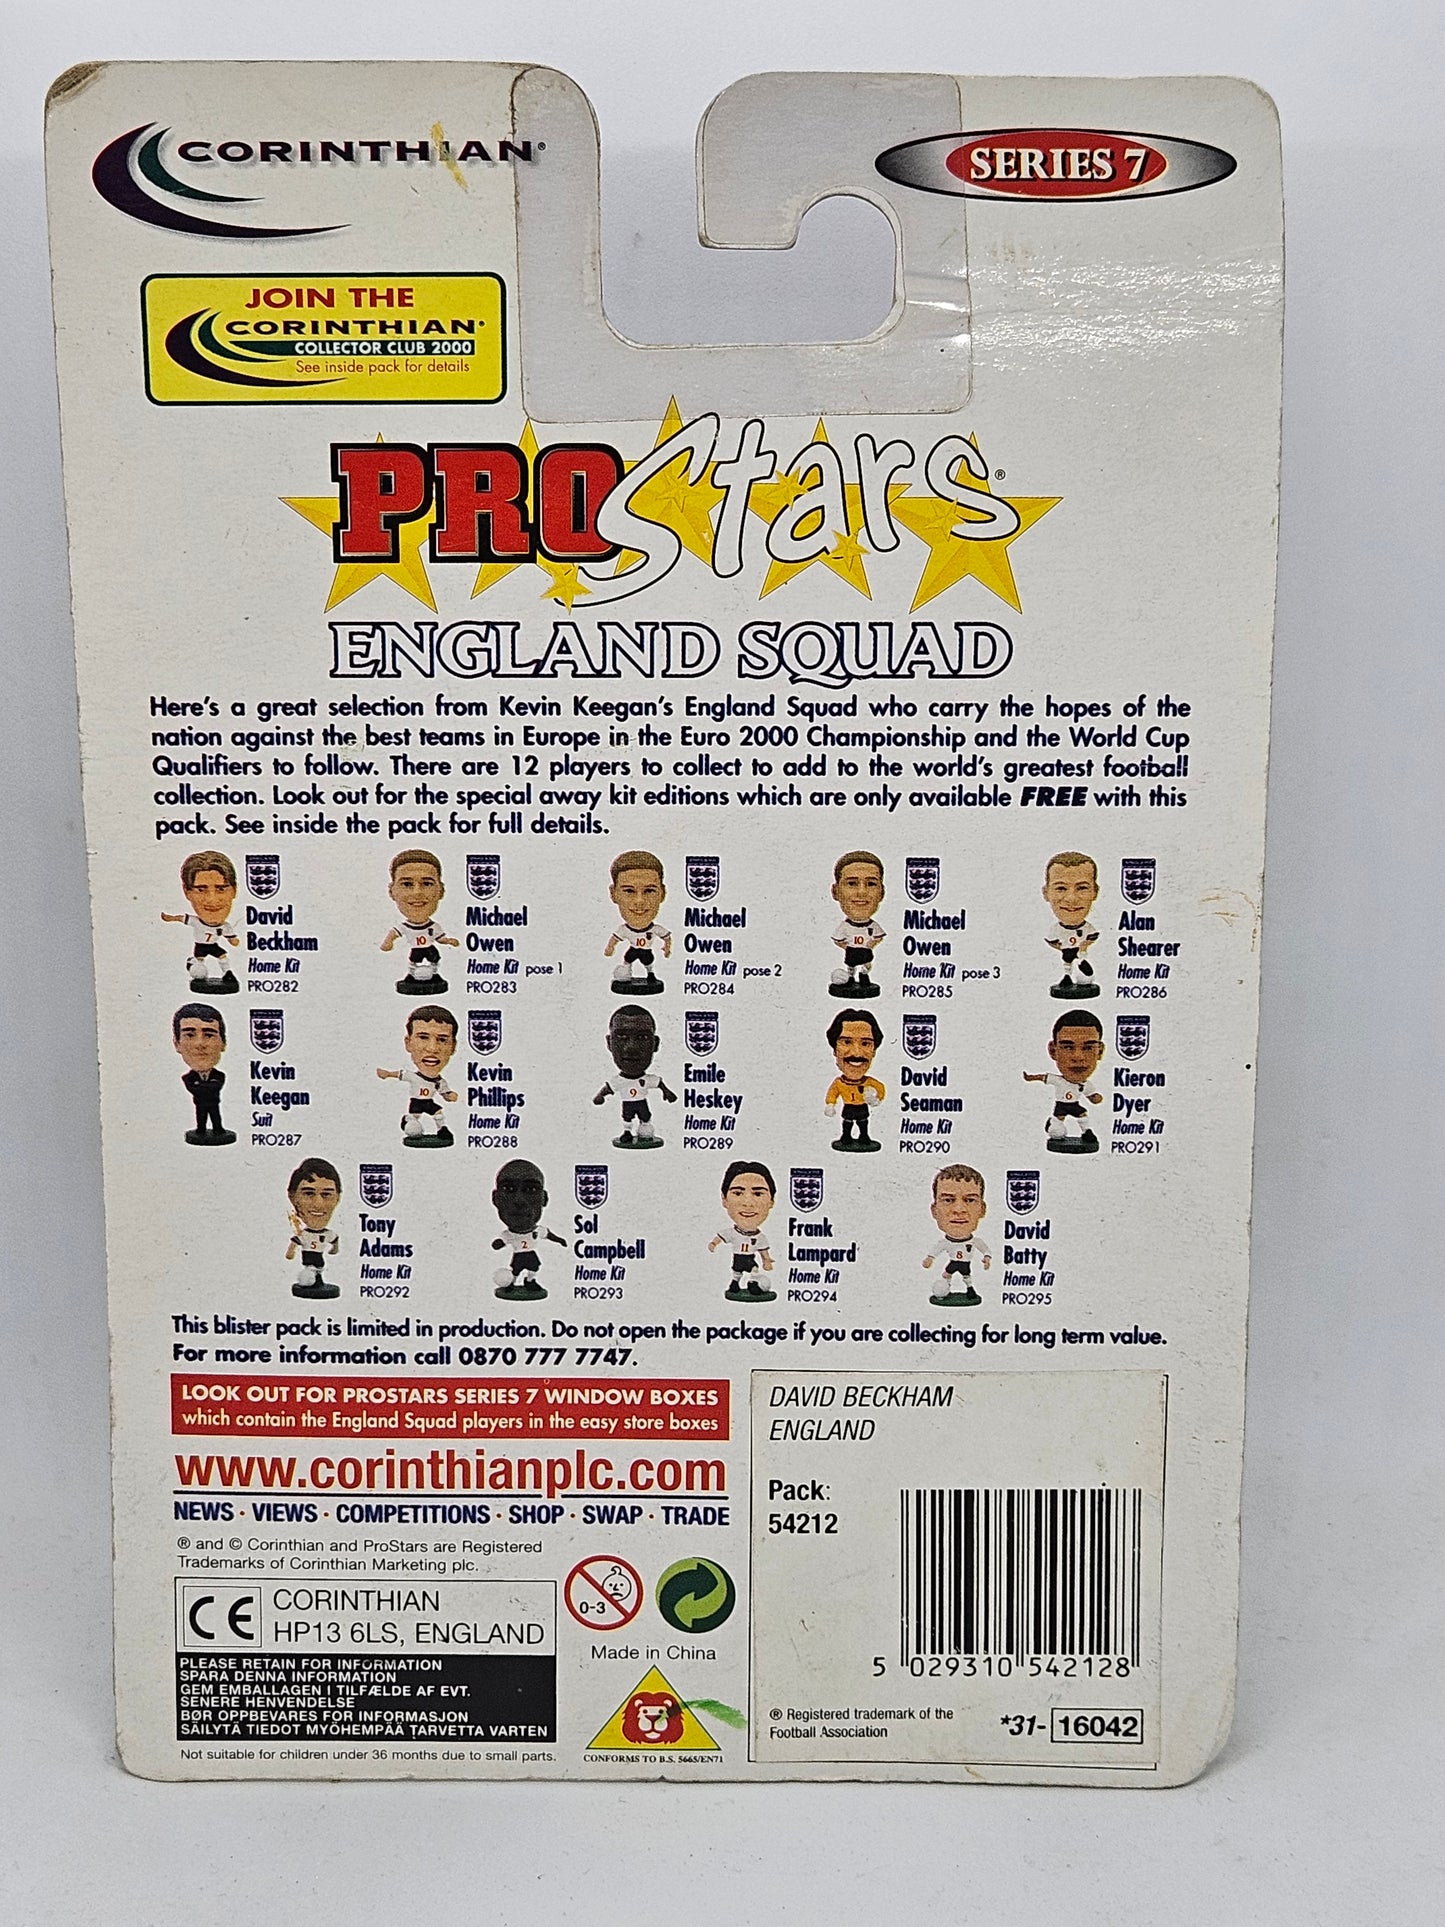 CORINTHIAN®
SERIES 7
JOIN THE
CORINTHIAN®
COLLECTOR CLUB 2000
See inside pack for details
PROStars®
ENGLAND SQUAD
Here's a great selection from Kevin Keegan's England Squad who carry the hopes of the
nation against the best teams in Europe in the Euro 2000 Championship and the World Cup
Qualifiers to follow. There are 12 players to collect to add to the world's greatest football
collection. Look out for the special away kit editions which are only available FREE with this
pack. See inside the pack for full details.
David
Beckham
Home Kit
PRO282
Michael
Owen
Home Kit pose 1
PRO283
Michael
Owen
Home Kit pose 2
PRO284
Michael
Owen
Home Kit pose 3
PRO285
Alan
Shearer
Home Kit
PRO286
Kevin
Keegan
Suit
PRO287
Kevin
Phillips
Home Kit
PRO288
Emile
Heskey
Home Kit
PRO289
David
Seaman
Home Kit
PRO290
Kieron
Dyer
Home Kit
PRO291
Tony
Adams
Home Kit
PRO292
Sol
Campbell
Home Kit
PRO293
Frank
Lampard
Home Kit
PRO294
David
Batty
Home Kit
PRO295
This blister pack is limited in production. Do not open the package if you are collecting for long term value.
For more information call 0870 777 7747.
LOOK OUT FOR PROSTARS SERIES 7 WINDOW BOXES
which contain the England Squad players in the easy store boxes
www.corinthianplc.com
NEWS · VIEWS · COMPETITIONS · SHOP · SWAP · TRADE
® and © Corinthian and ProStars are Registered
Trademarks of Corinthian Marketing plc.
CE
CORINTHIAN
HP13 6LS, ENGLAND
PLEASE RETAIN FOR INFORMATION
SPARA DENNA INFORMATION
GEM EMBALLAGEN I TILFÆLDE AF EVT.
SENERE HENVENDELSE
BØR OPPBEVARES FOR INFORMASJON
SÄILYTÄ TIEDOT MYÖHEMPÄÄ TARVETTA VARTEN
Not suitable for children under 36 months due to small parts.
0-3
Made in China
CONFORMS TO B.S. 5665/EN71
DAVID BECKHAM
ENGLAND
Pack:
54212
5 029310 542128
® Registered trademark of the
Football Association
*31- 16042